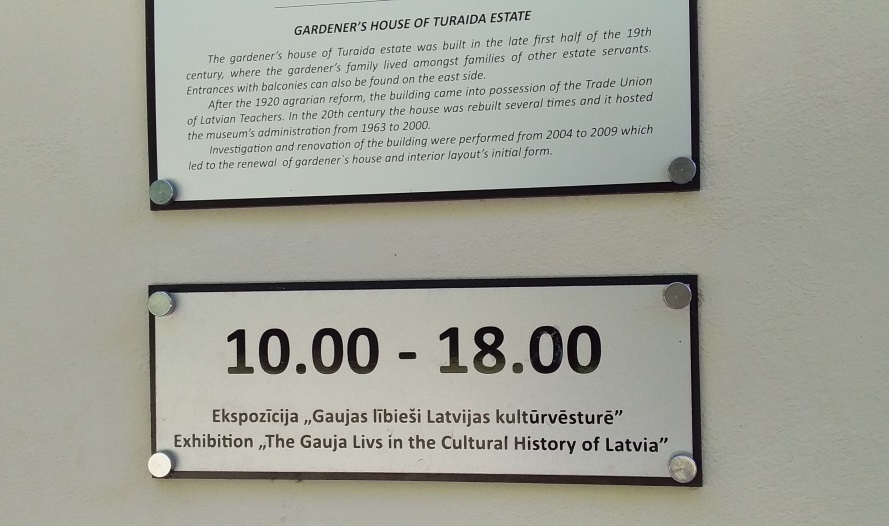 GARDENER'S HOUSE OF TURAIDA ESTATE
The gardener's house of Turaida estate was built in the late first half of the 19th
century, where the gardener's family lived amongst families of other estate servants.
Entrances with balconies can also be found on the east side.
After the 1920 agrarian reform, the building came into possession of the Trade Union
of Latvian Teachers. In the 20th century the house was rebuilt several times and it hosted
the museum's administration from 1963 to 2000.
Investigation and renovation of the building were performed from 2004 to 2009 which
led to the renewal of gardener`s house and interior layout's initial form.
10.00 - 18.00
Ekspozīcija „Gaujas lībieši Latvijas kultūrvēsturē”
Exhibition „The Gauja Livs in the Cultural History of Latvia”